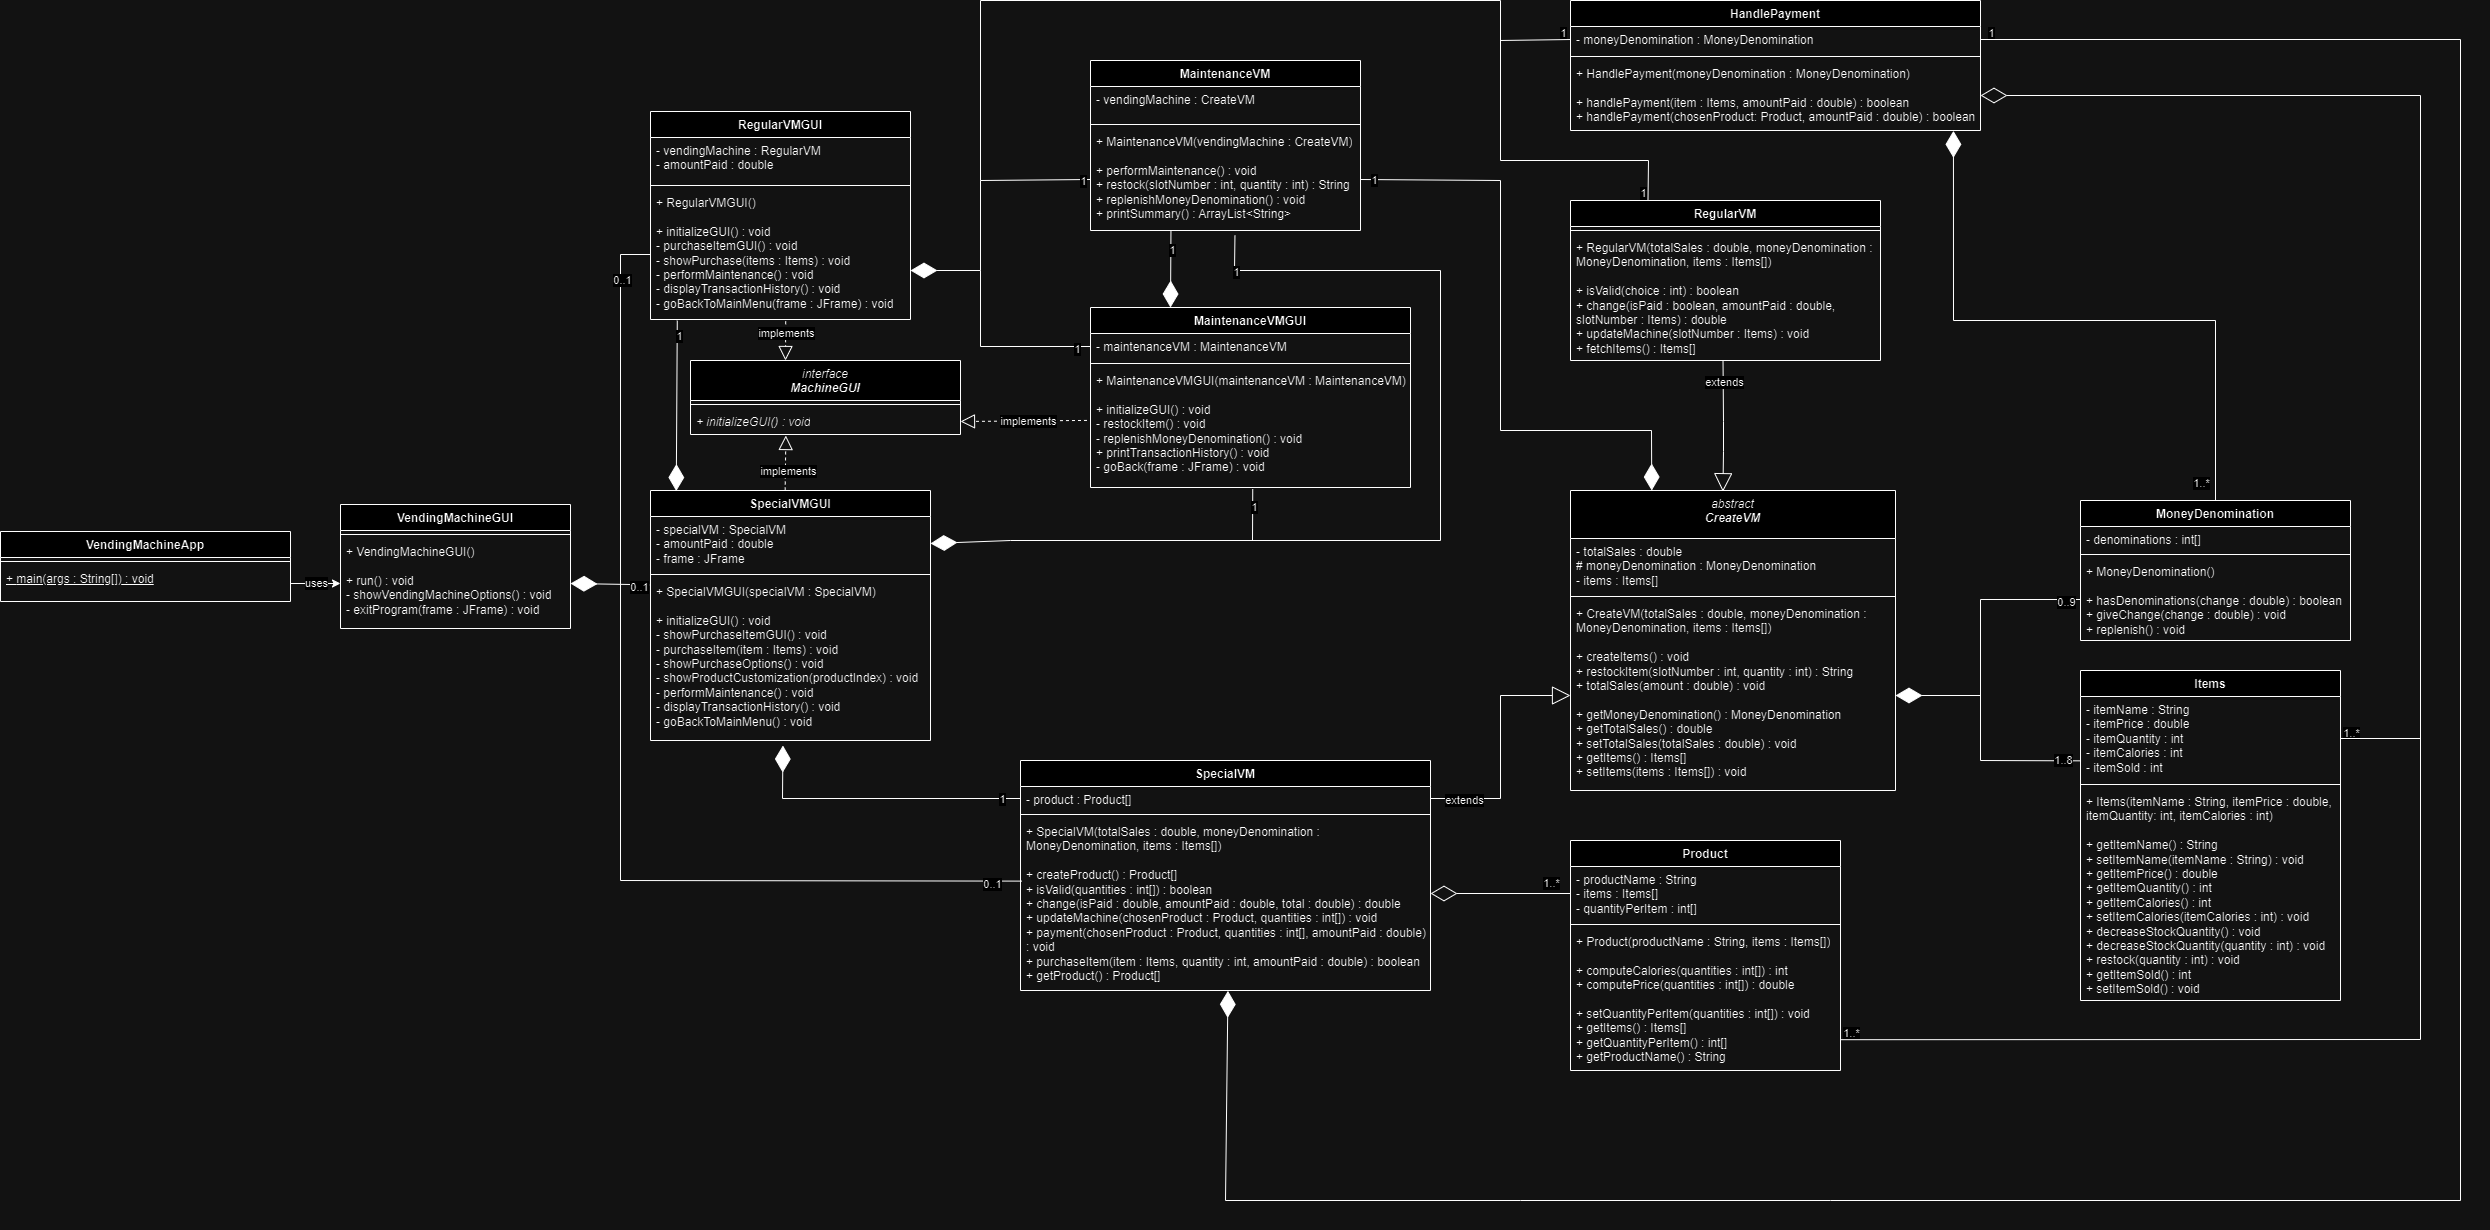 VendingMachineApp
+ main(args : String[]) : void
uses
VendingMachineGUI
+ VendingMachineGUI()
+ run() : void
- showVendingMachineOptions() : void
- exitProgram(frame : JFrame) : void
0..1
0..1
0..1
RegularVMGUI
- vendingMachine : RegularVM
- amountPaid : double
+ RegularVMGUI()
+ initializeGUI() : void
- purchaseItemGUI() : void
- showPurchase(items : Items) : void
- performMaintenance() : void
- displayTransactionHistory() : void
- goBackToMainMenu(frame : JFrame) : void
1
implements
interface
MachineGUI
+ initializeGUI() : void
implements
implements
SpecialVMGUI
- specialVM : SpecialVM
- amountPaid : double
- frame : JFrame
+ SpecialVMGUI(specialVM : SpecialVM)
+ initializeGUI() : void
- showPurchaseItemGUI() : void
- purchaseItem(item : Items) : void
- showPurchaseOptions() : void
- showProductCustomization(productIndex) : void
- performMaintenance() : void
- displayTransactionHistory() : void
- goBackToMainMenu() : void
1
MaintenanceVM
- vendingMachine : CreateVM
+ MaintenanceVM(vendingMachine : CreateVM)
+ performMaintenance() : void
+ restock(slotNumber : int, quantity : int) : String
+ replenishMoneyDenomination() : void
+ printSummary() : ArrayList<String>
1
1
1
1
MaintenanceVMGUI
- maintenanceVM : MaintenanceVM
+ MaintenanceVMGUI(maintenanceVM : MaintenanceVM)
+ initializeGUI() : void
- restockItem() : void
- replenishMoneyDenomination() : void
+ printTransactionHistory() : void
- goBack(frame : JFrame) : void
1
1
SpecialVM
- product : Product[]
+ SpecialVM(totalSales : double, moneyDenomination :
MoneyDenomination, items : Items[])
+ createProduct() : Product[]
+ isValid(quantities : int[]) : boolean
+ change(isPaid : double, amountPaid : double, total : double) : double
+ updateMachine(chosenProduct : Product, quantities : int[]) : void
+ payment(chosenProduct : Product, quantities : int[], amountPaid : double)
: void
+ purchaseItem(item : Items, quantity : int, amountPaid : double) : boolean
+ getProduct() : Product[]
extends
HandlePayment
- moneyDenomination : MoneyDenomination
+ HandlePayment(moneyDenomination : MoneyDenomination)
+ handlePayment(item : Items, amountPaid : double) : boolean
+ handlePayment(chosenProduct: Product, amountPaid : double) : boolean
1
1
1
RegularVM
+ RegularVM(totalSales : double, moneyDenomination :
MoneyDenomination, items : Items[])
+ isValid(choice : int) : boolean
+ change(isPaid : boolean, amountPaid : double,
slotNumber : Items) : double
+ updateMachine(slotNumber : Items) : void
+ fetchItems() : Items[]
extends
abstract
CreateVM
- totalSales : double
# moneyDenomination : MoneyDenomination
- items : Items[]
+ CreateVM(totalSales : double, moneyDenomination :
MoneyDenomination, items : Items[])
+ createItems() : void
+ restockItem(slotNumber : int, quantity : int) : String
+ totalSales(amount : double) : void
+ getMoneyDenomination() : MoneyDenomination
+ getTotalSales() : double
+ setTotalSales(totalSales : double) : void
+ getItems() : Items[]
+ setItems(items : Items[]) : void
Product
- productName : String
- items : Items[]
- quantityPerItem : int[]
+ Product(productName : String, items : Items[])
+ computeCalories(quantities : int[]) : int
+ computePrice(quantities : int[]) : double
+ setQuantityPerItem(quantities : int[]) : void
+ getItems() : Items[]
+ getQuantityPerItem() : int[]
+ getProductName() : String
1..*
1..*
1..*
MoneyDenomination
- denominations : int[]
+ MoneyDenomination()
+ hasDenominations(change : double) : boolean
+ giveChange(change : double) : void
+ replenish() : void
0..9
1..8
Items
- itemName : String
- itemPrice : double
- itemQuantity : int
- itemCalories : int
- itemSold : int
+ Items(itemName : String, itemPrice : double,
itemQuantity: int, itemCalories : int)
+ getItemName() : String
+ setItemName(itemName : String) : void
+ getItemPrice() : double
+ getItemQuantity() : int
+ getItemCalories() : int
+ setItemCalories(itemCalories : int) : void
+ decreaseStockQuantity() : void
+ decreaseStockQuantity(quantity : int) : void
+ restock(quantity : int) : void
+ getItemSold() : int
+ setItemSold() : void
1..*